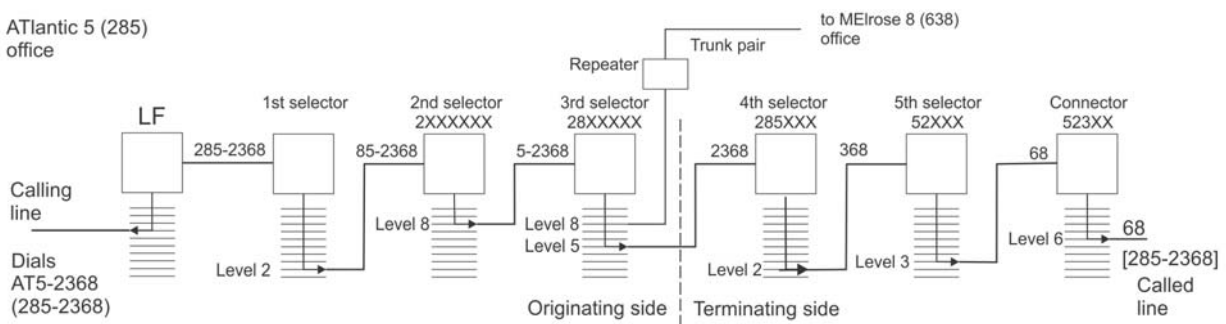 ATlantic 5 (285)
office
to MElrose 8 (638)
office
Trunk pair
Repeater
LF
1st selector
2nd selector
2XXXXXX
3rd selector
28XXXXX
4th selector
285XXX
5th selector
52XXX
Connector
523XX
285-2368
85-2368
5-2368
2368
368
68
Calling
line
Dials
AT5-2368
(285-2368)
Level 2
Level 8
Level 8
Level 5
Level 2
Level 3
Level 6
68
[285-2368]
Called
line
Originating side
Terminating side